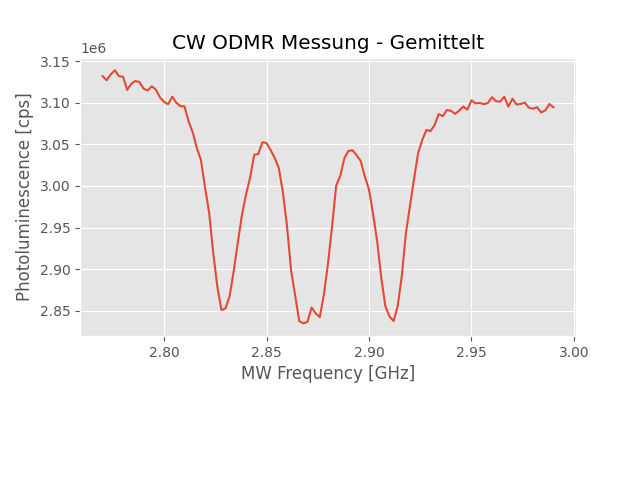 CW ODMR Messung - Gemittelt
1e6
3.15
3.10
3.05
3.00
2.95
2.90
2.85
Photoluminescence [cps]
2.80 2.85 2.90 2.95 3.00
MW Frequency [GHz]